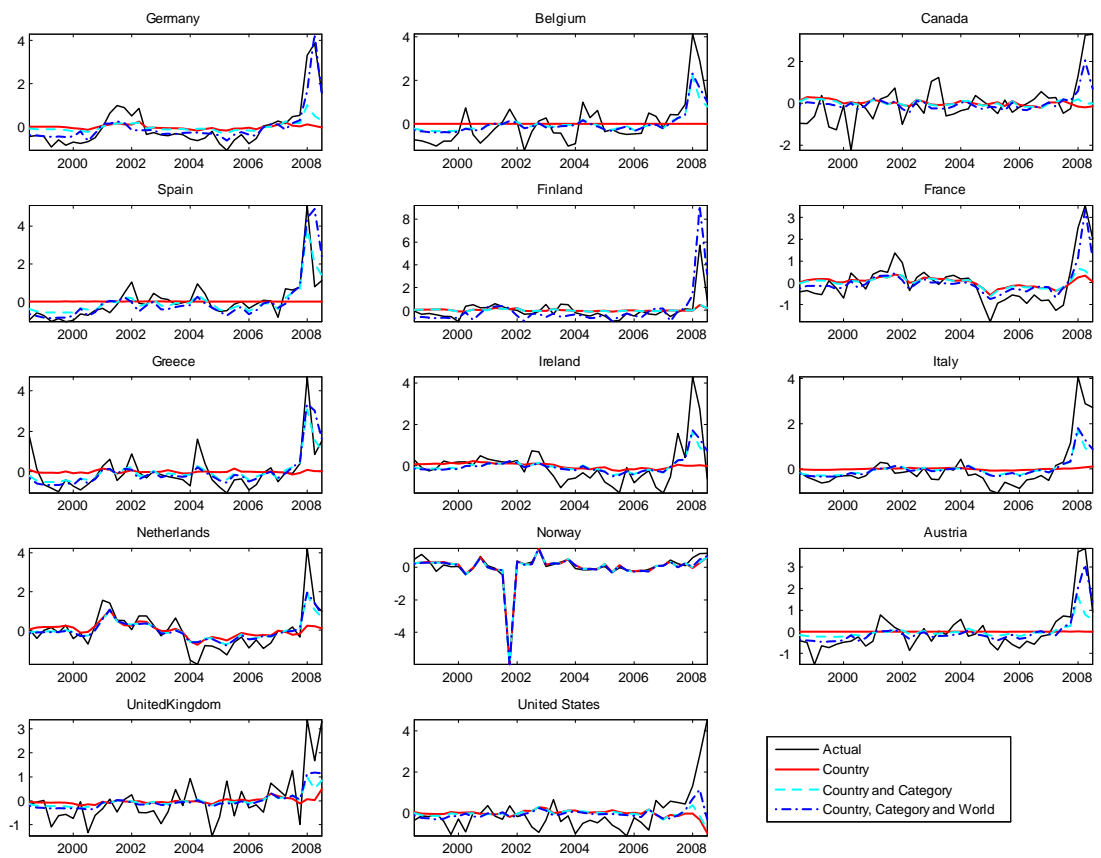 Germany
Belgium
Canada
4
2
0
2000 2002 2004 2006 2008
4
2
0
2000 2002 2004 2006 2008
2
0
-2
2000 2002 2004 2006 2008
Spain
Finland
France
4
2
0
2000 2002 2004 2006 2008
8
6
4
2
0
2000 2002 2004 2006 2008
3
2
1
0
-1
2000 2002 2004 2006 2008
Greece
Ireland
Italy
4
2
0
2000 2002 2004 2006 2008
4
2
0
2000 2002 2004 2006 2008
4
2
0
2000 2002 2004 2006 2008
Netherlands
Norway
Austria
4
2
0
2000 2002 2004 2006 2008
0
-2
-4
2000 2002 2004 2006 2008
3
2
1
0
-1
2000 2002 2004 2006 2008
UnitedKingdom
United States
3
2
1
0
-1
2000 2002 2004 2006 2008
4
2
0
2000 2002 2004 2006 2008
Actual
Country
Country and Category
Country, Category and World